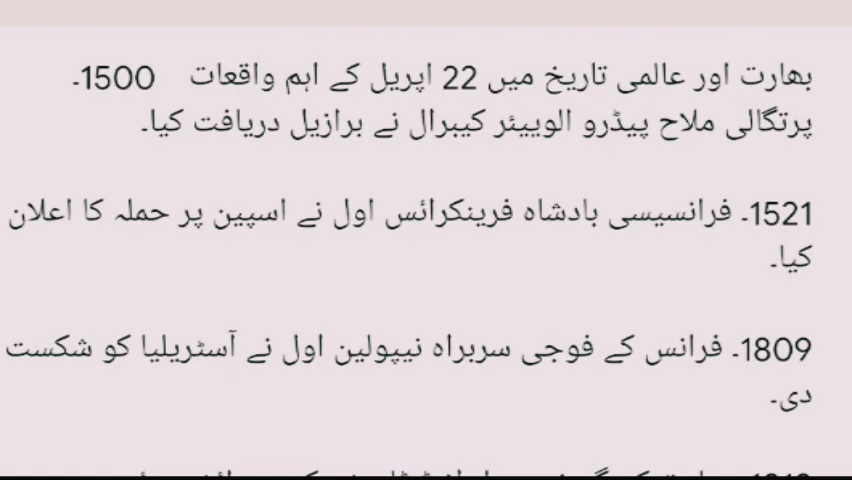 بھارت اور عالمی تاریخ میں 22 اپریل کے اہم واقعات 1500۔
پرتگالی ملاح پیڈرو الوییئر کیبرال نے برازیل دریافت کیا۔
1521۔ فرانسیسی بادشاہ فرینکرائس اول نے اسپین پر حملہ کا اعلان
کیا۔
1809۔ فرانس کے فوجی سربراہ نیپولین اول نے آسٹریلیا کو شکست
دی۔